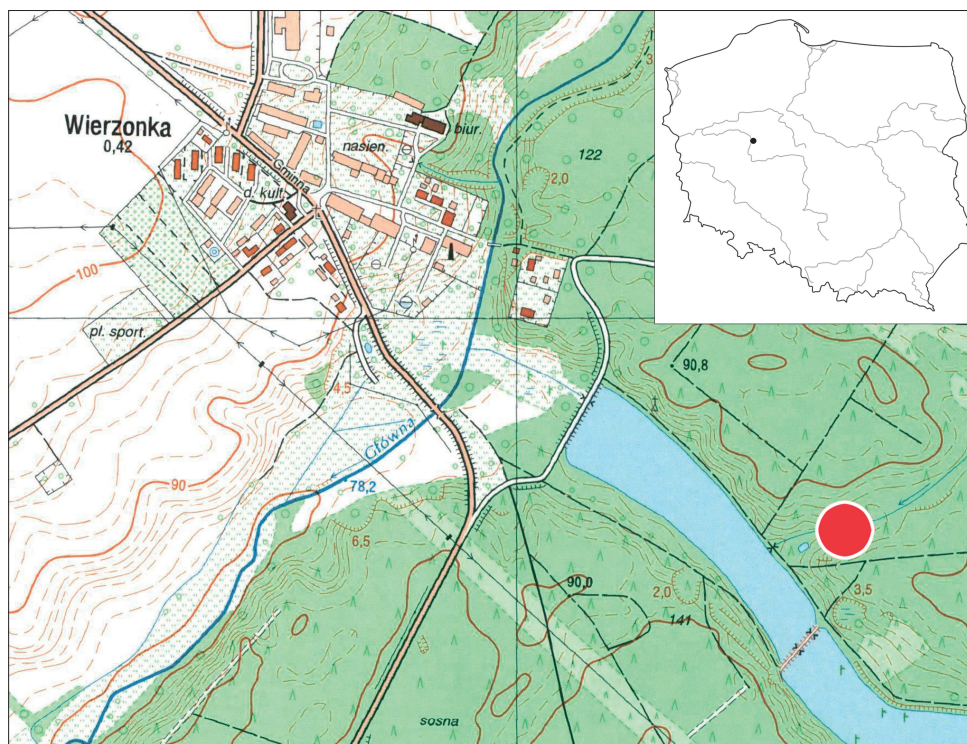 biur.
Wierzonka
0,42
nasien.
122
Gminna
2,0
d. kult.
100
pl. sport.
90,8
4,5
Główna
90
78,2
6,5
3,5
90,0
2,0
141
sosna